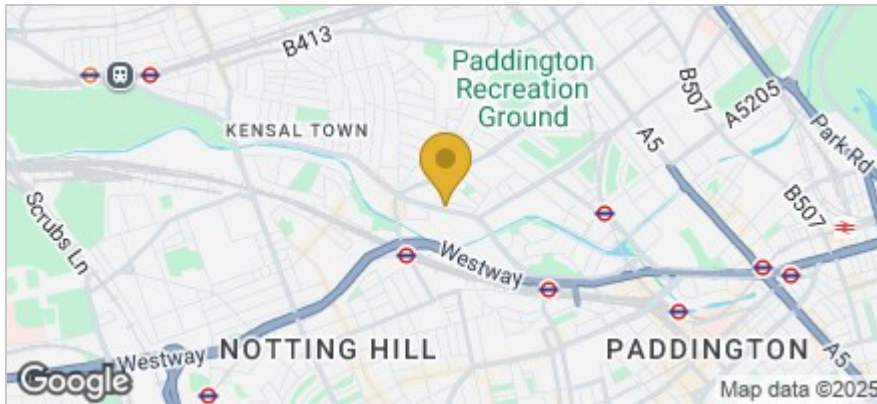 B413
Paddington
Recreation
Ground
B507
A5205
A5
Park Rd
KENSAL TOWN
B507
Scrubs Ln
Westway
Westway
NOTTING HILL
PADDINGTON
A5
Google
Map data ©2025